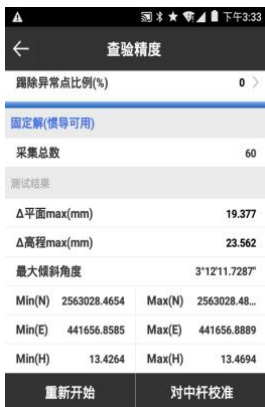 下午3:33
查验精度
踢除异常点比例(%) 0
固定解(惯导可用)
采集总数 60
测试结果
Δ平面max(mm) 19.377
Δ高程max(mm) 23.562
最大倾斜角度 3°12'11.7287"
Min(N) 2563028.4654 Max(N) 2563028.48...
Min(E) 441656.8585 Max(E) 441656.8889
Min(H) 13.4264 Max(H) 13.4694
重新开始 对中杆校准